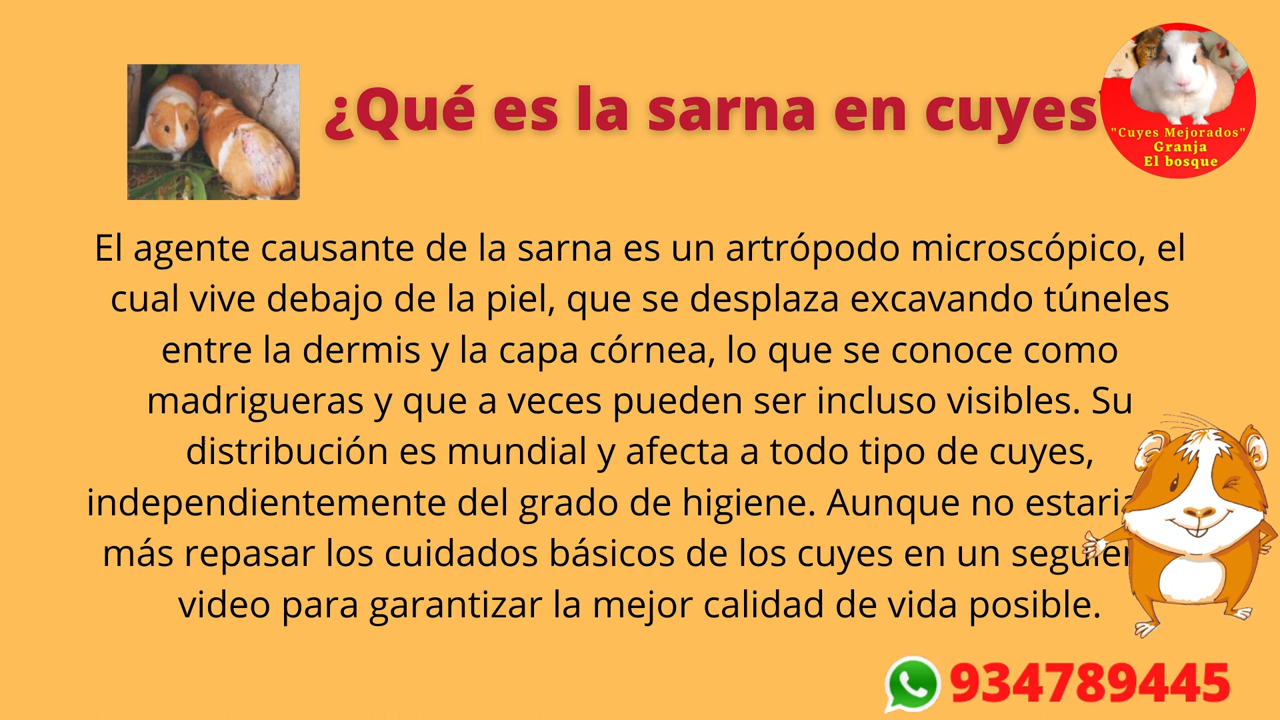 ¿Qué es la sarna en cuyes
"Cuyes Mejorados"
Granja
El bosque
El agente causante de la sarna es un artrópodo microscópico, el
cual vive debajo de la piel, que se desplaza excavando túneles
entre la dermis y la capa córnea, lo que se conoce como
madrigueras y que a veces pueden ser incluso visibles. Su
distribución es mundial y afecta a todo tipo de cuyes,
independientemente del grado de higiene. Aunque no
más repasar los cuidados básicos de los cuyes en un
video para garantizar la mejor calidad de vida posible.
934789445